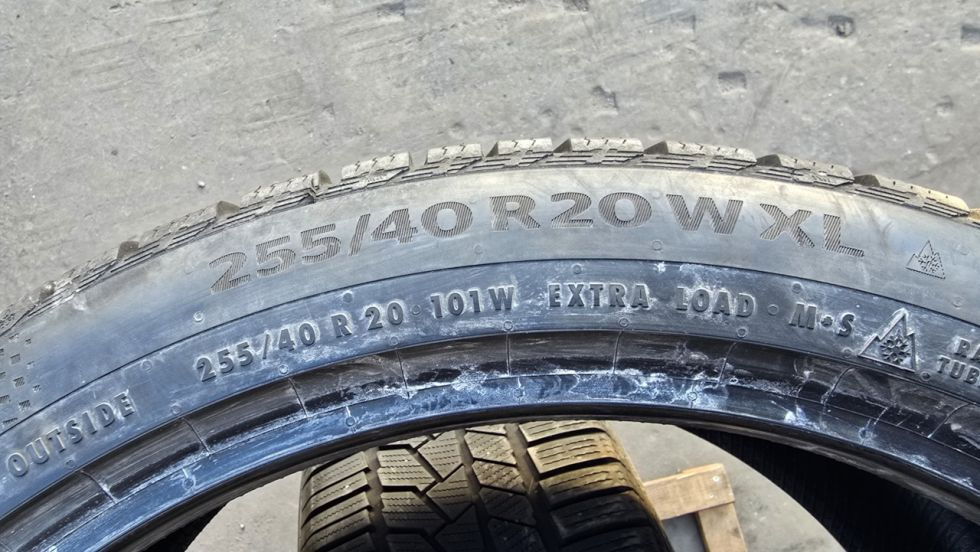 255/40 R20 W XL
OUTSIDE 255/40 R 20 101W EXTRA LOAD M+S